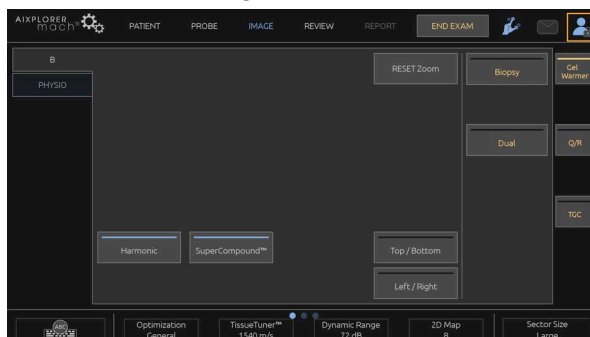 AIXPLORER
mach
PATIENT
PROBE
IMAGE
REVIEW
REPORT
END EXAM
B
PHYSIO
RESET Zoom
Biopsy
Gel
Warmer
Dual
Q/R
TGC
Harmonic
SuperCompound™
Top / Bottom
Left / Right
ABC
Optimization
General
TissueTuner™
1540 m/s
Dynamic Range
72 dB
2D Map
8
Sector Size
Large